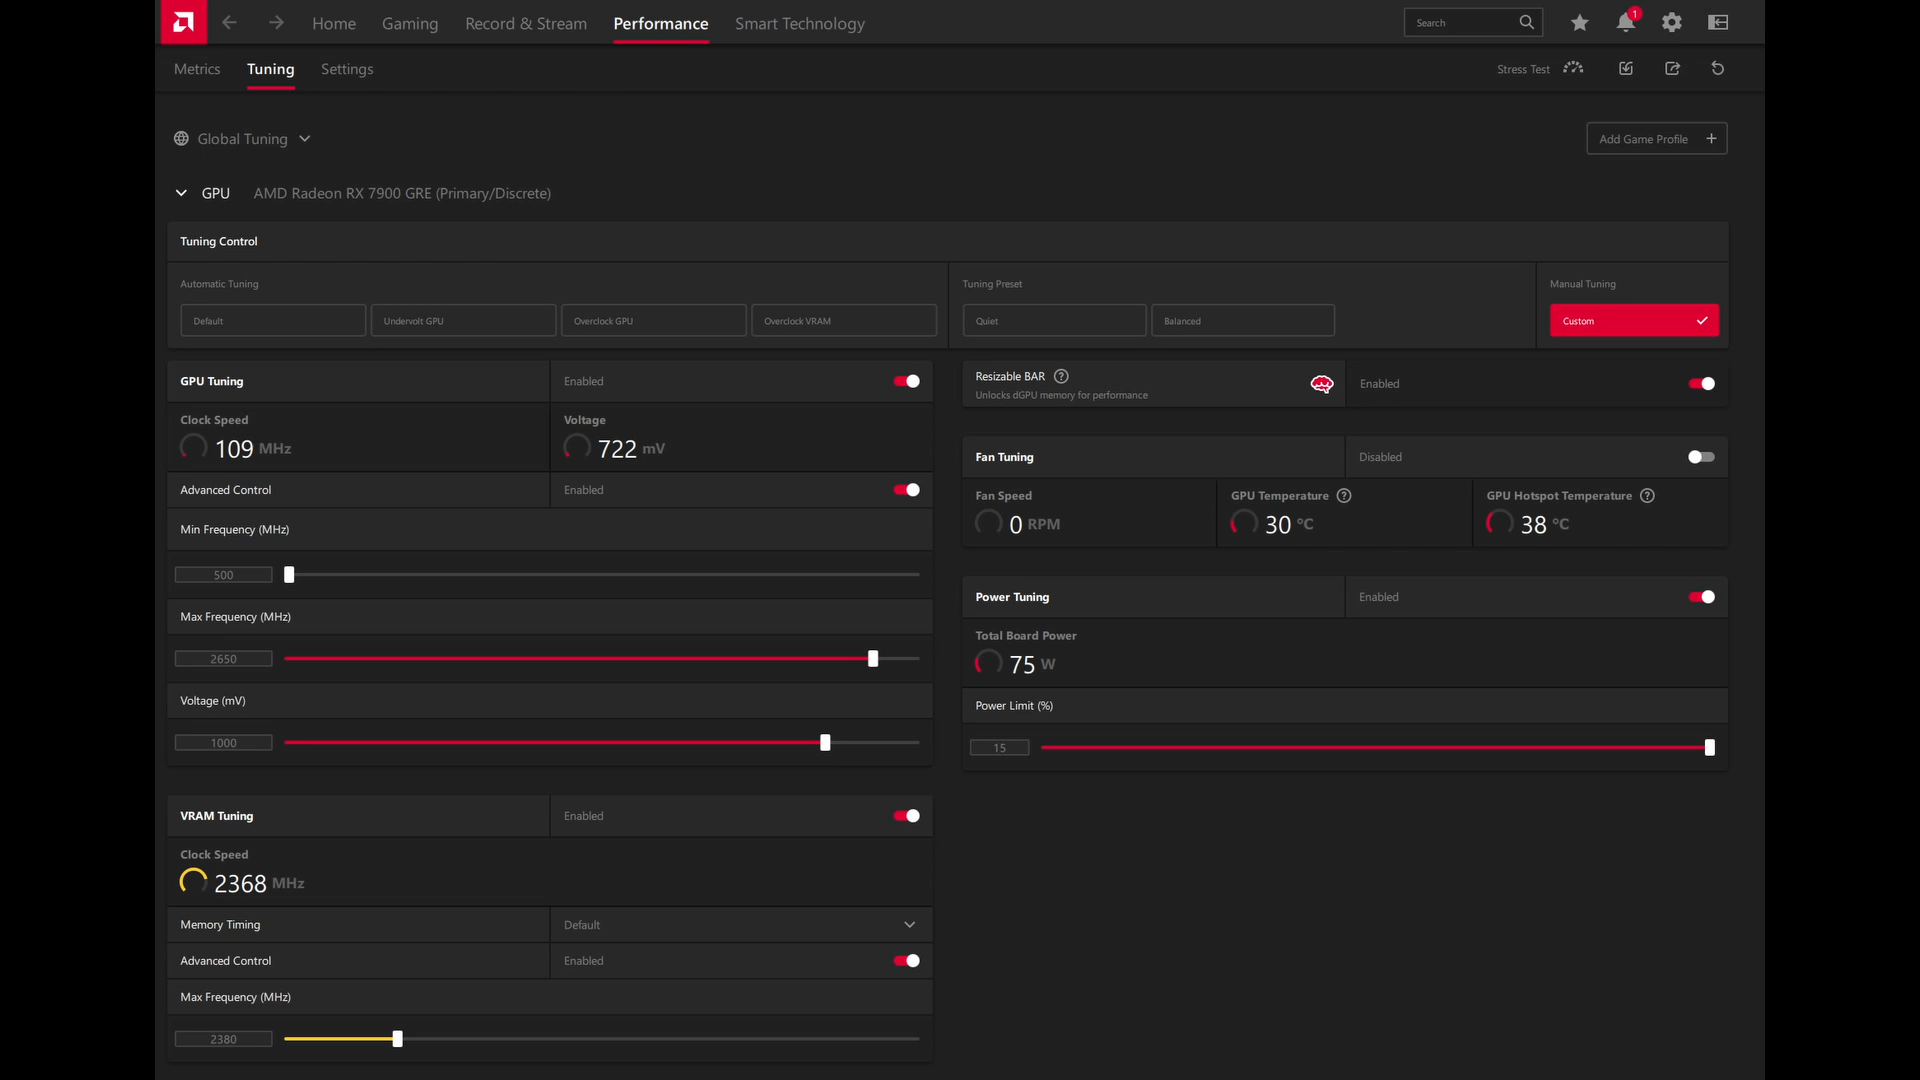 Home Gaming Record & Stream Performance Smart Technology Search 1
Metrics Tuning Settings Stress Test
Global Tuning Add Game Profile
GPU AMD Radeon RX 7900 GRE (Primary/Discrete)
Tuning Control
Automatic Tuning Tuning Preset Manual Tuning
Default Undervolt GPU Overclock GPU Overclock VRAM Quiet Balanced Custom
GPU Tuning Enabled
Clock Speed Voltage
109 MHz 722 mV
Advanced Control Enabled
Min Frequency (MHz)
500
Max Frequency (MHz)
2650
Voltage (mV)
1000
VRAM Tuning Enabled
Clock Speed
2368 MHz
Memory Timing Default
Advanced Control Enabled
Max Frequency (MHz)
2380
Resizable BAR Enabled
Unlocks dGPU memory for performance
Fan Tuning Disabled
Fan Speed GPU Temperature GPU Hotspot Temperature
0 RPM 30 °C 38 °C
Power Tuning Enabled
Total Board Power
75 W
Power Limit (%)
15